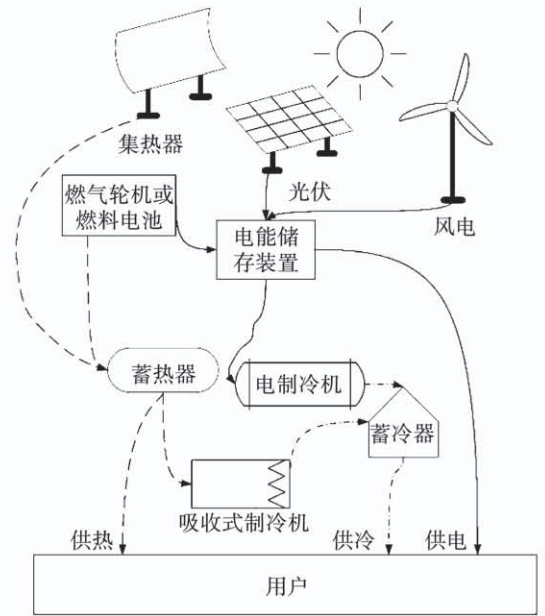 集热器
光伏
风电
燃气轮机或
燃料电池
电能储
存装置
蓄热器
电制冷机
蓄冷器
吸收式制冷机
供热
供冷
供电
用户